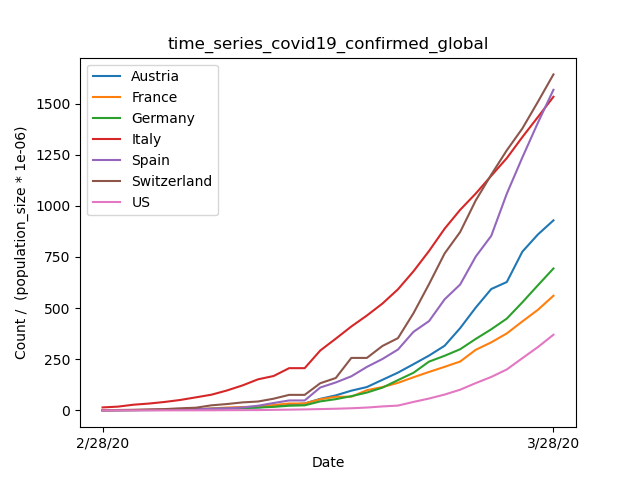 time_series_covid19_confirmed_global
Count /  (population_size * 1e-06)
1500
1250
1000
750
500
250
0
Austria
France
Germany
Italy
Spain
Switzerland
US
2/28/20
3/28/20
Date